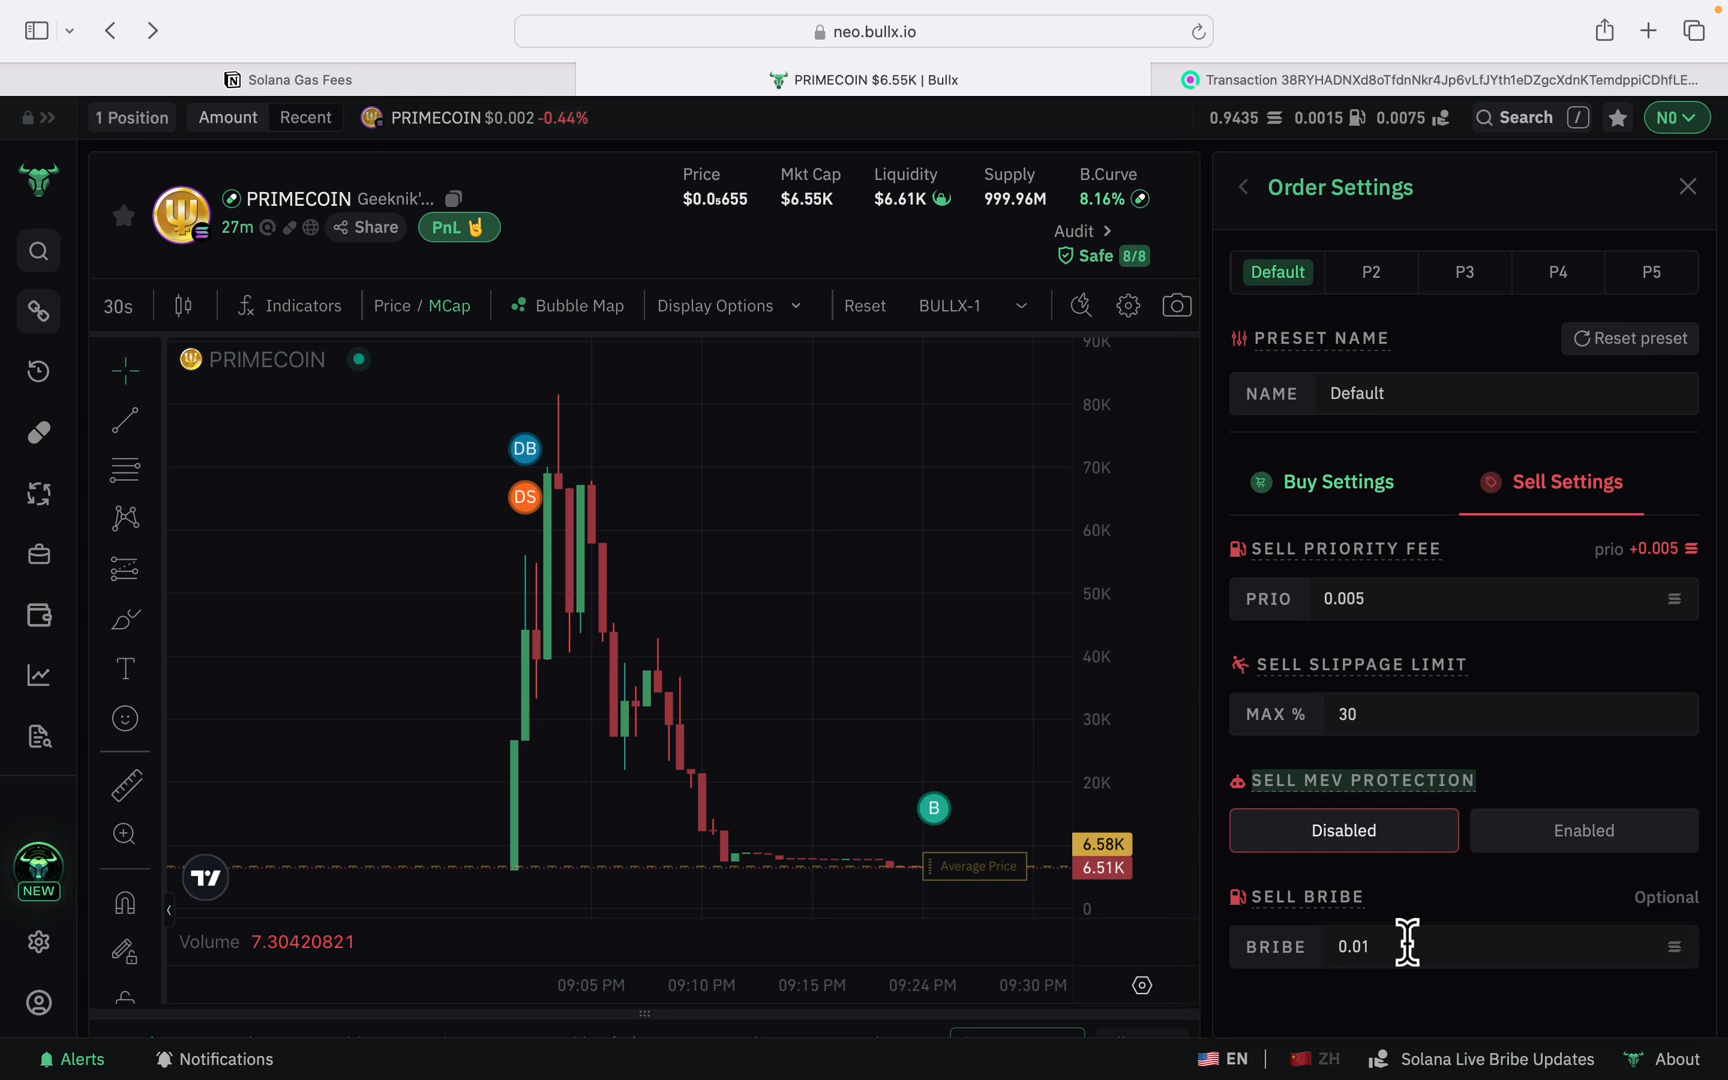 neo.bullx.io
Solana Gas Fees
PRIMECOIN $6.55K | Bullx
Transaction 38RYHADNXd8oTfdnNkr4Jp6vLfJYth1eDZgcXdnKTemdppiCDhfLE...
1 Position
Amount
Recent
PRIMECOIN $0.002 -0.44%
0.9435
0.0015
0.0075
Search /
N0
PRIMECOIN Geeknik'...
27m
Share
PnL
Price
$0.0₅655
Mkt Cap
$6.55K
Liquidity
$6.61K
Supply
999.96M
B.Curve
8.16%
Audit
Safe 8/8
30s
Indicators
Price / MCap
Bubble Map
Display Options
Reset
BULLX-1
PRIMECOIN
DB
DS
B
90K
80K
70K
60K
50K
40K
30K
20K
6.58K
6.51K
0
Average Price
Volume 7.30420821
09:05 PM
09:10 PM
09:15 PM
09:24 PM
09:30 PM
NEW
Order Settings
Default
P2
P3
P4
P5
PRESET NAME
Reset preset
NAME Default
Buy Settings
Sell Settings
SELL PRIORITY FEE
prio +0.005
PRIO 0.005
SELL SLIPPAGE LIMIT
MAX % 30
SELL MEV PROTECTION
Disabled
Enabled
SELL BRIBE
Optional
BRIBE 0.01
Alerts
Notifications
EN
ZH
Solana Live Bribe Updates
About